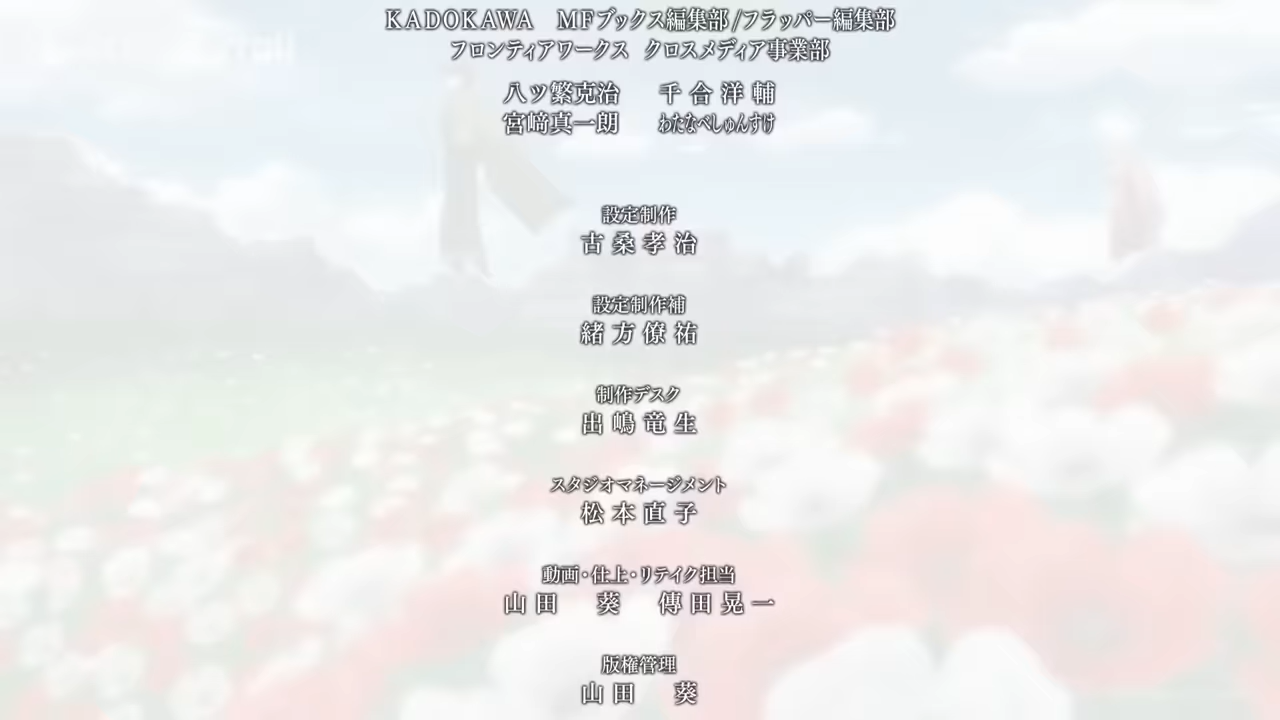 KADOKAWA　MFブックス編集部/フラッパー編集部
フロンティアワークス　クロスメディア事業部
八ツ繁克治　千合洋輔
宮﨑真一朗　わたなべしゅんすけ
設定制作
古桑孝治
設定制作補
緒方僚祐
制作デスク
出嶋竜生
スタジオマネージメント
松本直子
動画・仕上・リテイク担当
山田　葵　傳田晃一
版権管理
山田　葵